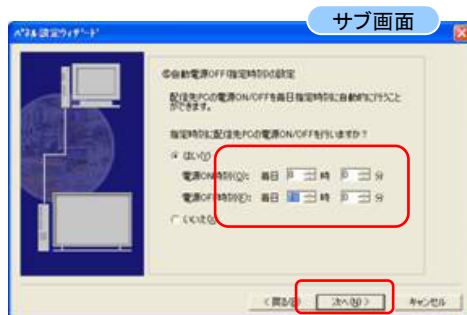 サブ画面
パネル設定ウィザード
◎自動電源OFF(指定時刻)の設定
配信先PCの電源ON/OFFを毎日指定時刻に自動的に行うこと
ができます。
指定時刻に配信先PCの電源ON/OFFを行いますか?
はい(Y)
電源ON時刻(O): 毎日 0 時 0 分
電源OFF時刻(E): 毎日 時 0 分
いいえ(N)
< 戻る(B) 次へ(N) > キャンセル